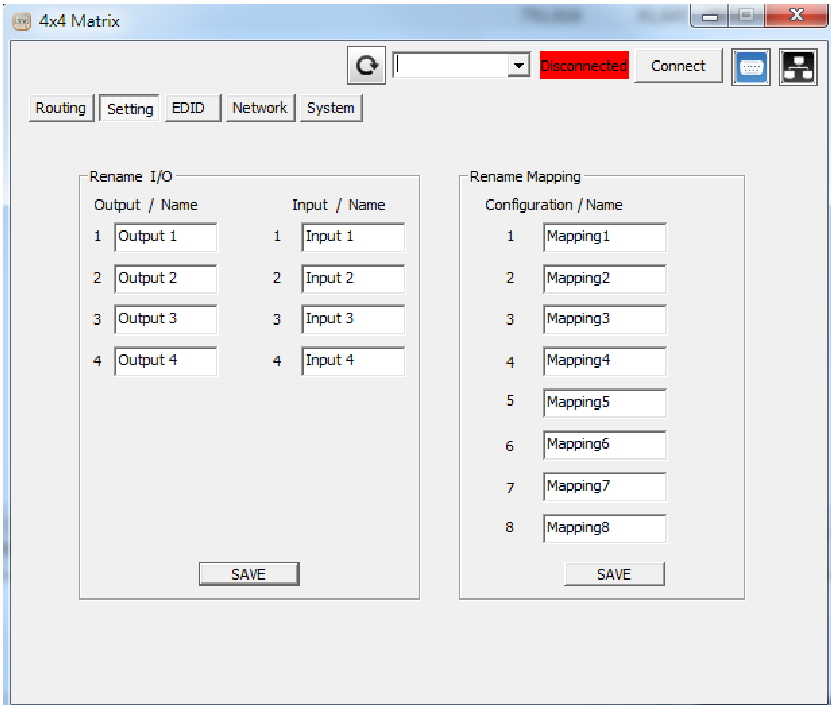 4x4 Matrix
Disconnected Connect
Routing Setting EDID Network System
Rename I/O Rename Mapping
Output / Name Input / Name Configuration / Name
1 Output 1 1 Input 1 1 Mapping1
2 Output 2 2 Input 2 2 Mapping2
3 Output 3 3 Input 3 3 Mapping3
4 Output 4 4 Input 4 4 Mapping4
5 Mapping5
6 Mapping6
7 Mapping7
8 Mapping8
SAVE SAVE